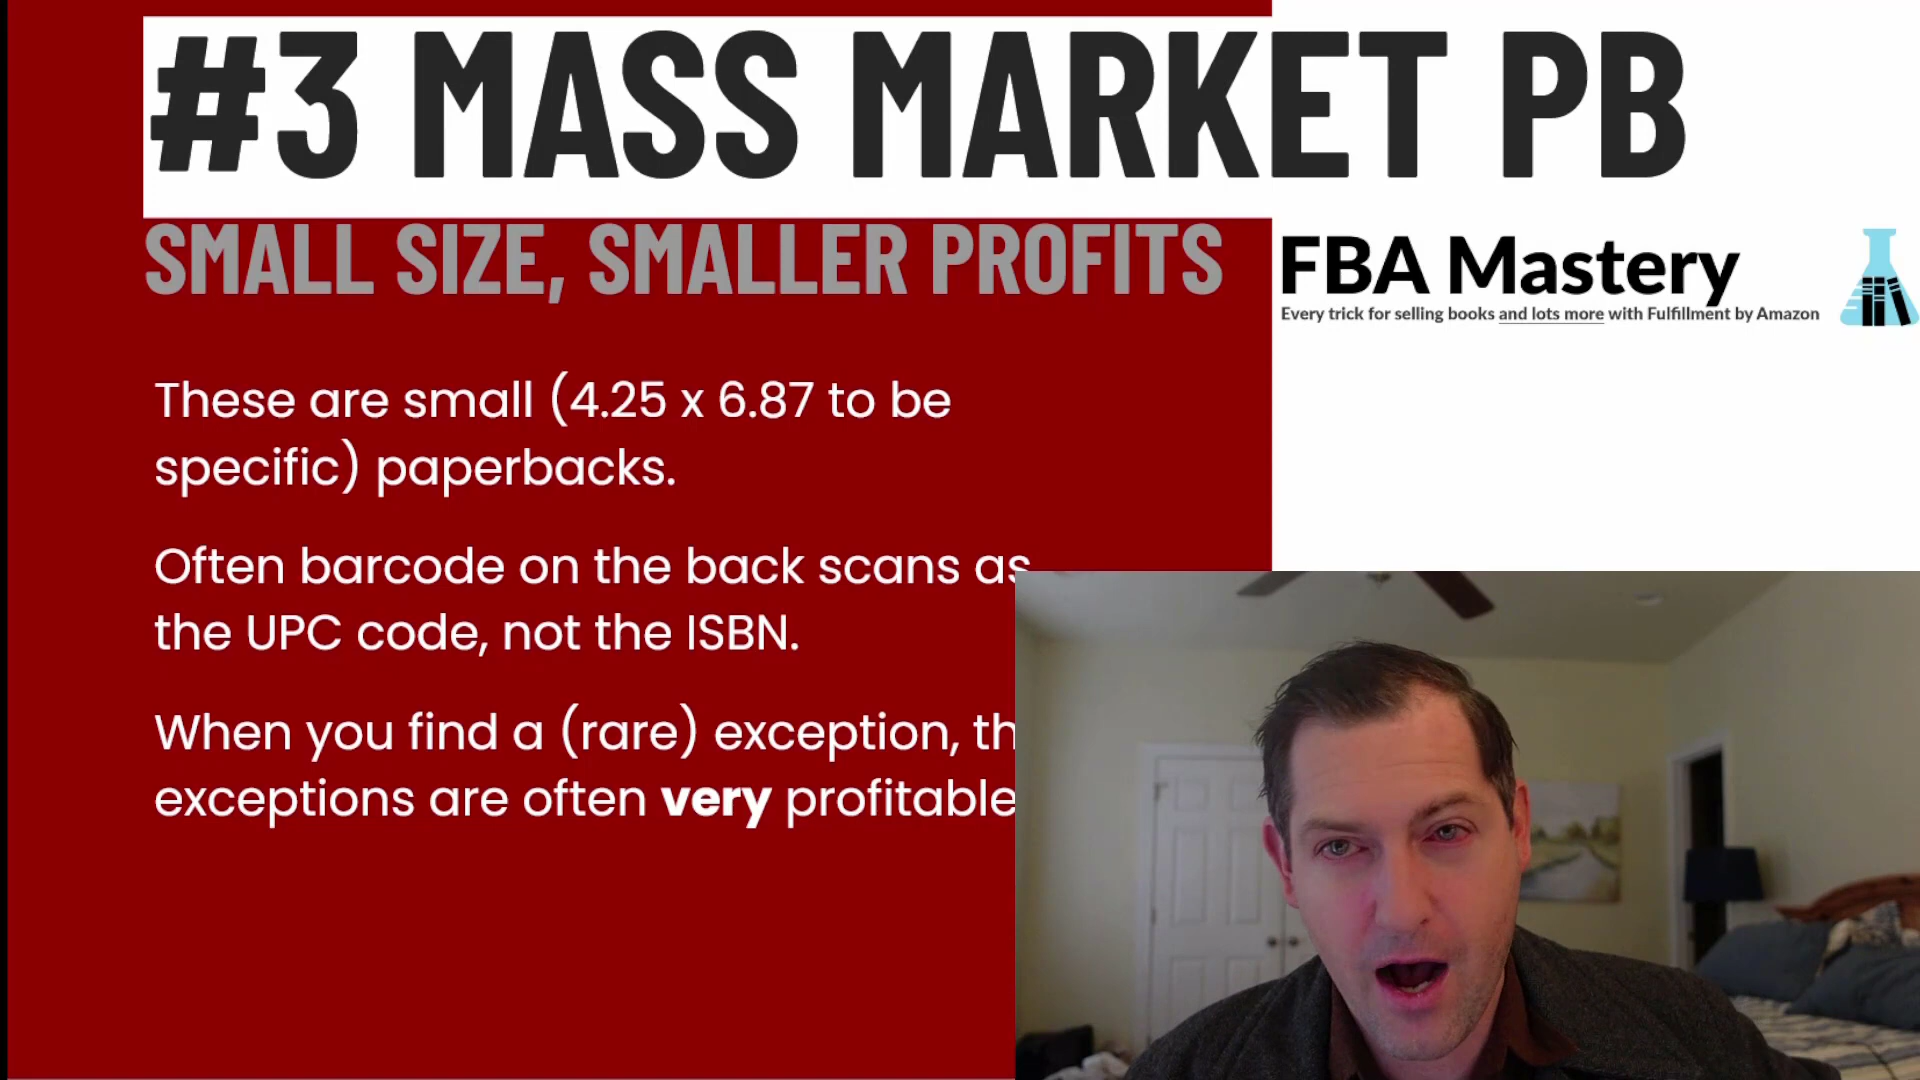 #3 MASS MARKET PB
SMALL SIZE, SMALLER PROFITS
FBA Mastery
Every trick for selling books and lots more with Fulfillment by Amazon
These are small (4.25 x 6.87 to be
specific) paperbacks.
Often barcode on the back scans as
the UPC code, not the ISBN.
When you find a (rare) exception,
exceptions are often very profitable